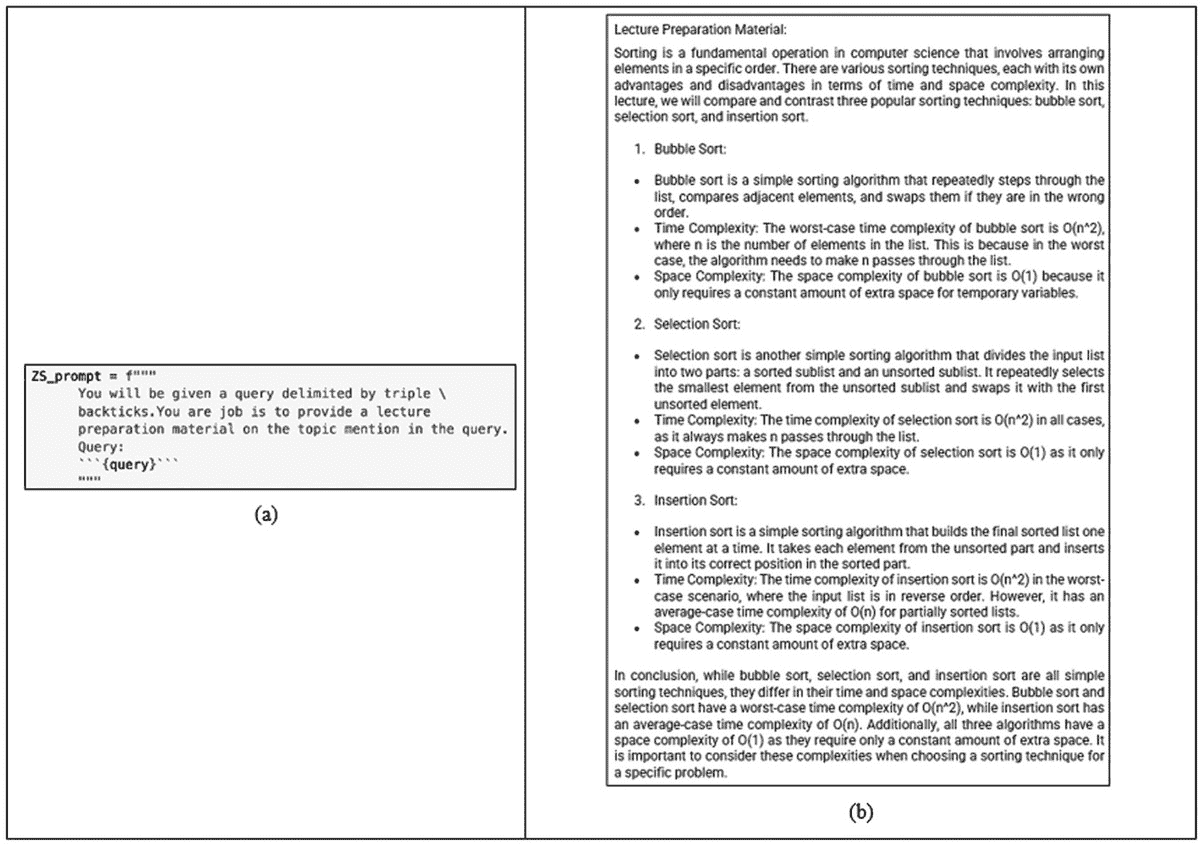 ZS_prompt = f"""
You will be given a query delimited by triple \
backticks.You are job is to provide a lecture
preparation material on the topic mention in the query.
Query:
```{query}```
"""
(a)
Lecture Preparation Material:
Sorting is a fundamental operation in computer science that involves arranging
elements in a specific order. There are various sorting techniques, each with its own
advantages and disadvantages in terms of time and space complexity. In this
lecture, we will compare and contrast three popular sorting techniques: bubble sort,
selection sort, and insertion sort.
1. Bubble Sort:
• Bubble sort is a simple sorting algorithm that repeatedly steps through the
list, compares adjacent elements, and swaps them if they are in the wrong
order.
• Time Complexity: The worst-case time complexity of bubble sort is O(n^2),
where n is the number of elements in the list. This is because in the worst
case, the algorithm needs to make n passes through the list.
• Space Complexity: The space complexity of bubble sort is O(1) because it
only requires a constant amount of extra space for temporary variables.
2. Selection Sort:
• Selection sort is another simple sorting algorithm that divides the input list
into two parts: a sorted sublist and an unsorted sublist. It repeatedly selects
the smallest element from the unsorted sublist and swaps it with the first
unsorted element.
• Time Complexity: The time complexity of selection sort is O(n^2) in all cases,
as it always makes n passes through the list.
• Space Complexity: The space complexity of selection sort is O(1) as it only
requires a constant amount of extra space.
3. Insertion Sort:
• Insertion sort is a simple sorting algorithm that builds the final sorted list one
element at a time. It takes each element from the unsorted part and inserts
it into its correct position in the sorted part.
• Time Complexity: The time complexity of insertion sort is O(n^2) in the worst-
case scenario, where the input list is in reverse order. However, it has an
average-case time complexity of O(n) for partially sorted lists.
• Space Complexity: The space complexity of insertion sort is O(1) as it only
requires a constant amount of extra space.
In conclusion, while bubble sort, selection sort, and insertion sort are all simple
sorting techniques, they differ in their time and space complexities. Bubble sort and
selection sort have a worst-case time complexity of O(n^2), while insertion sort has
an average-case time complexity of O(n). Additionally, all three algorithms have a
space complexity of O(1) as they require only a constant amount of extra space. It
is important to consider these complexities when choosing a sorting technique for
a specific problem.
(b)